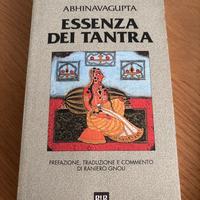 ABHINAVAGUPTA
ESSENZA
DEI TANTRA
PREFAZIONE, TRADUZIONE E COMMENTO
DI RANIERO GNOLI
BUR